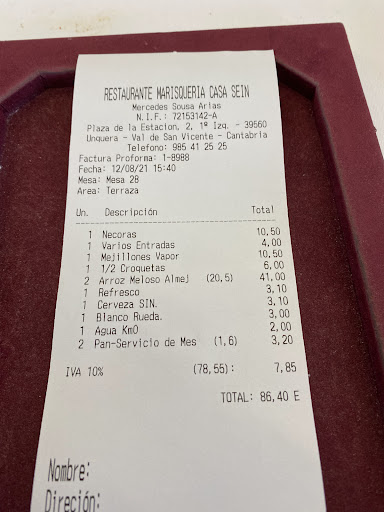 RESTAURANTE MARISQUERIA CASA SEIN
Mercedes Sousa Arias
N.I.F.: 72153142-A
Plaza de la Estacion, 2, 1º Izq. - 39560
Unquera - Val de San Vicente - Cantabria
Telefono: 985 41 25 25
Factura Proforma: 1-8988
Fecha: 12/08/21 15:40
Mesa: Mesa 28
Area: Terraza
Un. Descripción Total
1 Necoras 10,50
1 Varios Entradas 4,00
1 Mejillones Vapor 10,50
1 1/2 Croquetas 6,00
2 Arroz Meloso Almej (20,5) 41,00
1 Refresco 3,10
1 Cerveza SIN. 3,10
1 Blanco Rueda. 3,00
1 Agua Km0 2,00
2 Pan-Servicio de Mes (1,6) 3,20
IVA 10% (78,55): 7,85
TOTAL: 86,40 E
Nombre:
Direción: